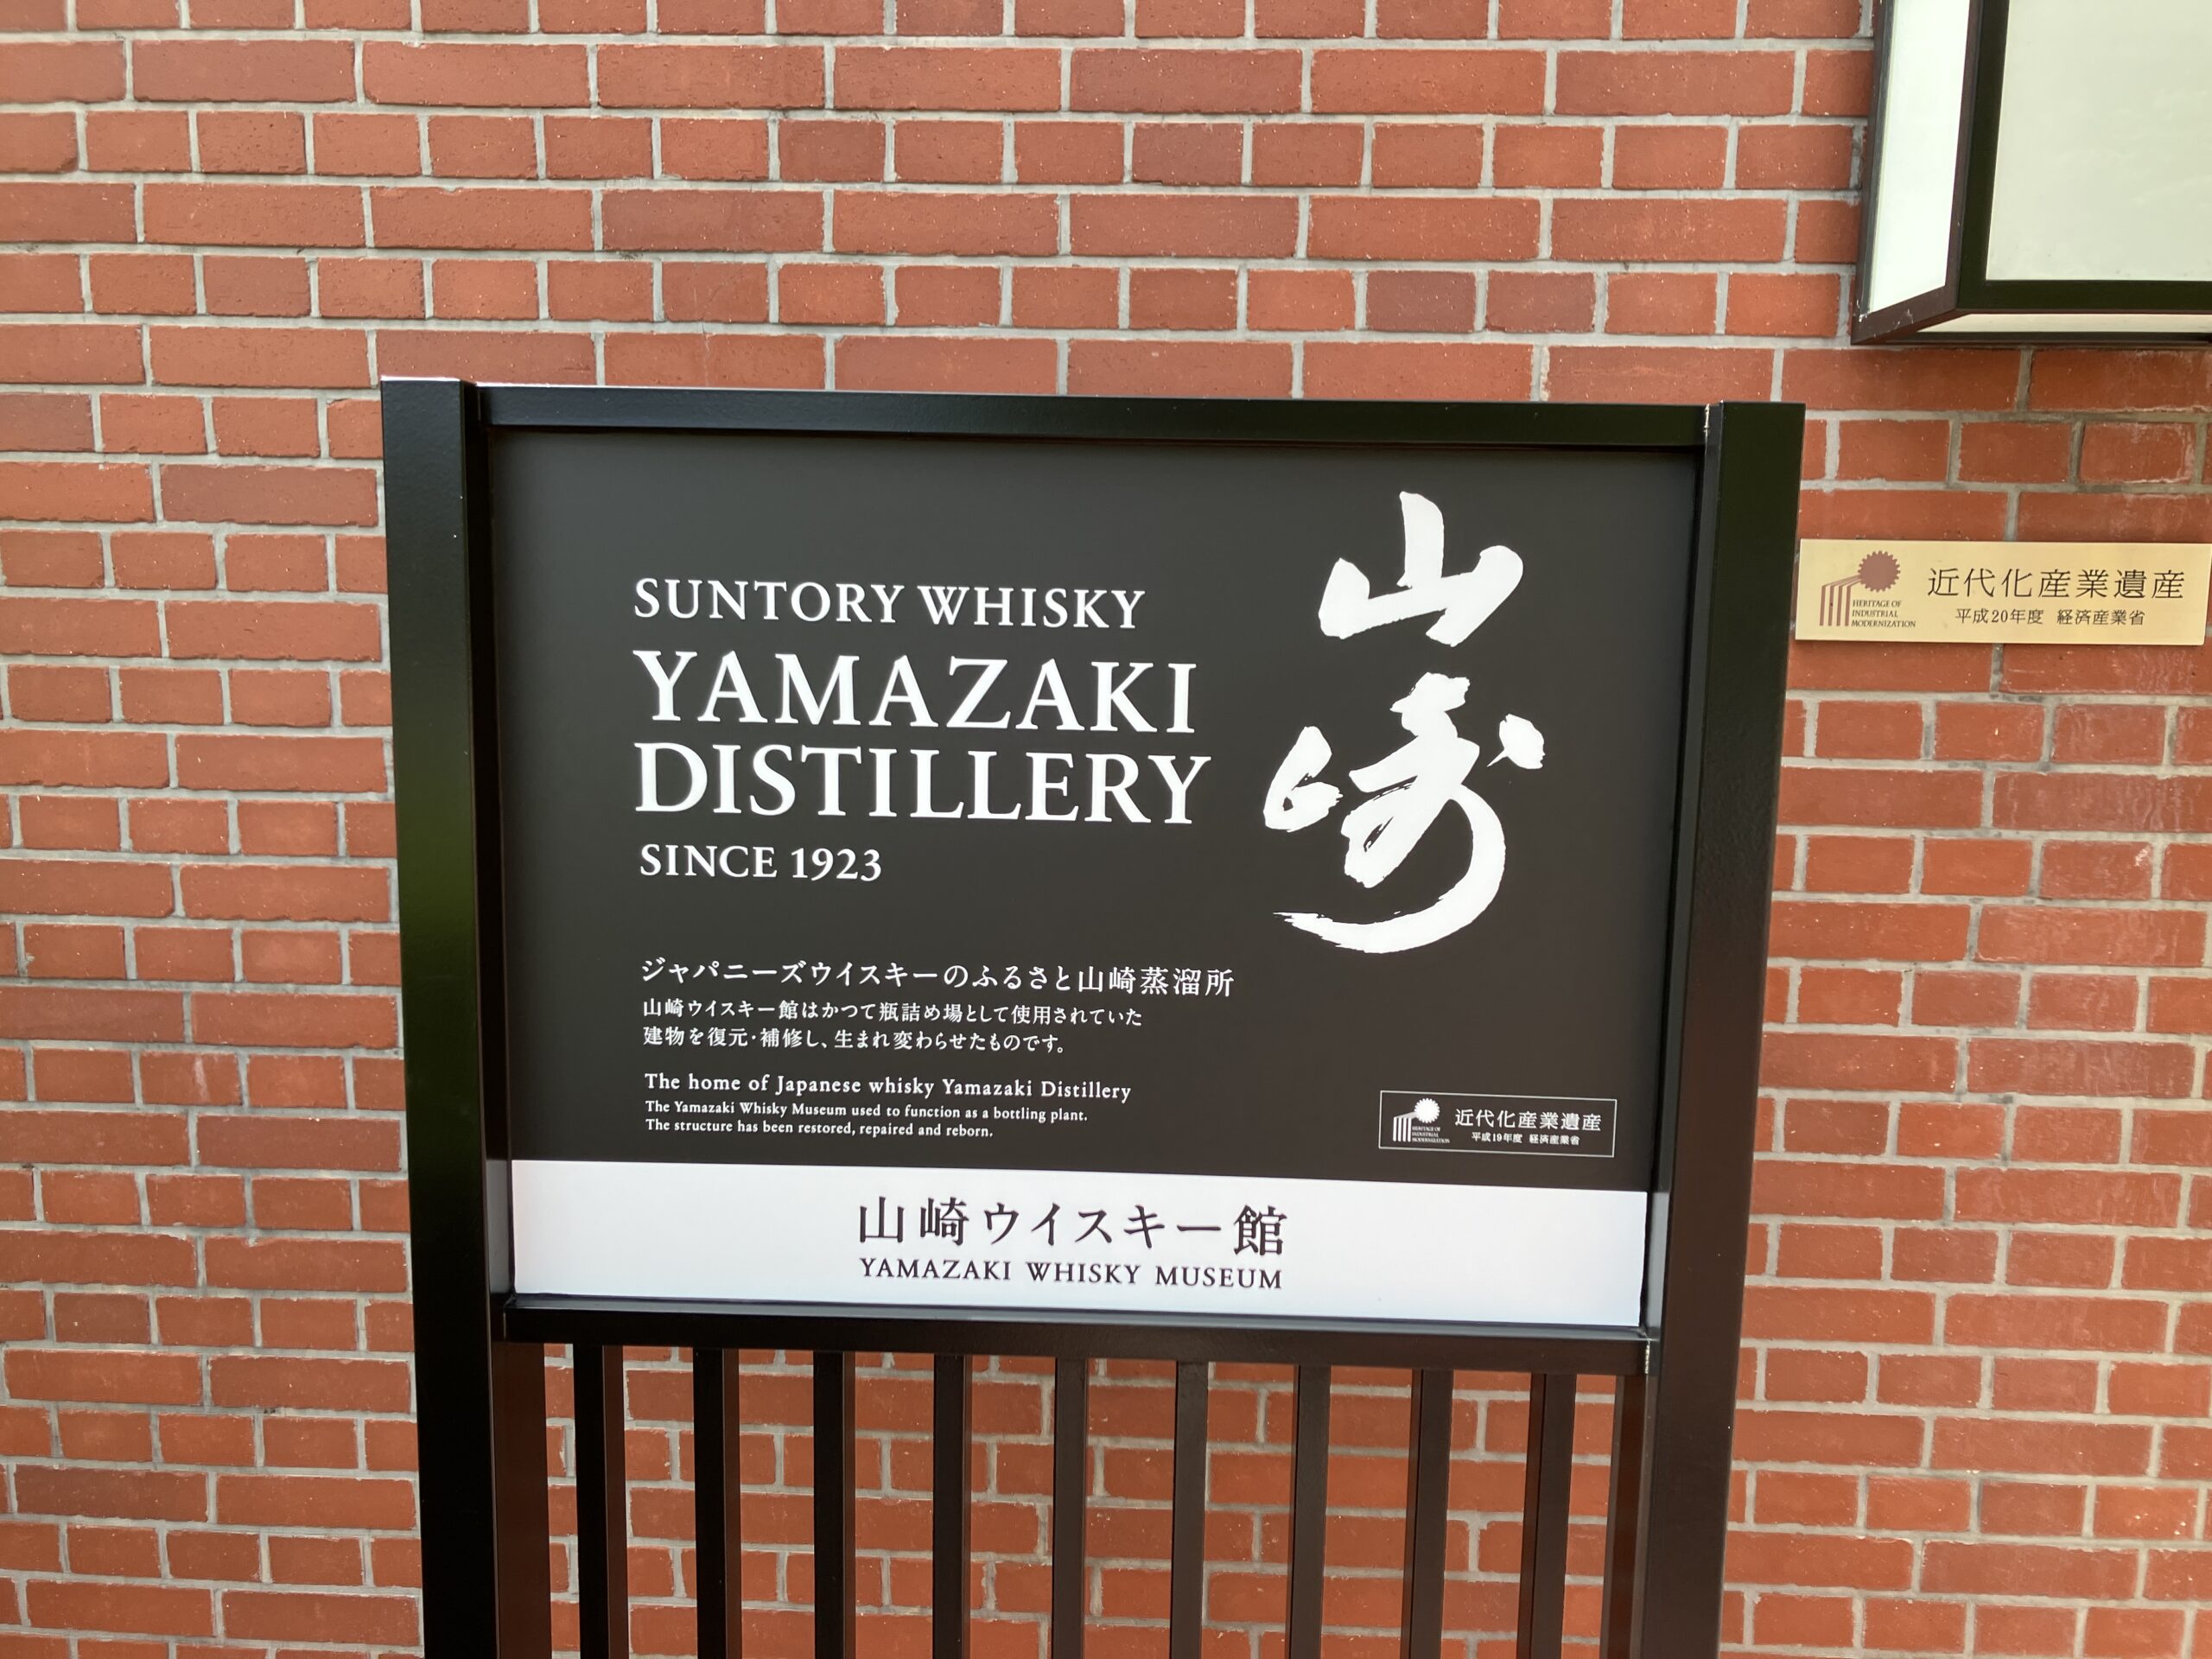 SUNTORY WHISKY
YAMAZAKI
DISTILLERY
SINCE 1923
山崎
ジャパニーズウイスキーのふるさと山崎蒸溜所
山崎ウイスキー館はかつて瓶詰め場として使用されていた
建物を復元・補修し、生まれ変わらせたものです。
The home of Japanese whisky Yamazaki Distillery
The Yamazaki Whisky Museum used to function as a bottling plant.
The structure has been restored, repaired and reborn.
HERITAGE OF
INDUSTRIAL
MODERNIZATION
近代化産業遺産
平成19年度 経済産業省
山崎ウイスキー館
YAMAZAKI WHISKY MUSEUM
HERITAGE OF
INDUSTRIAL
MODERNIZATION
近代化産業遺産
平成20年度 経済産業省